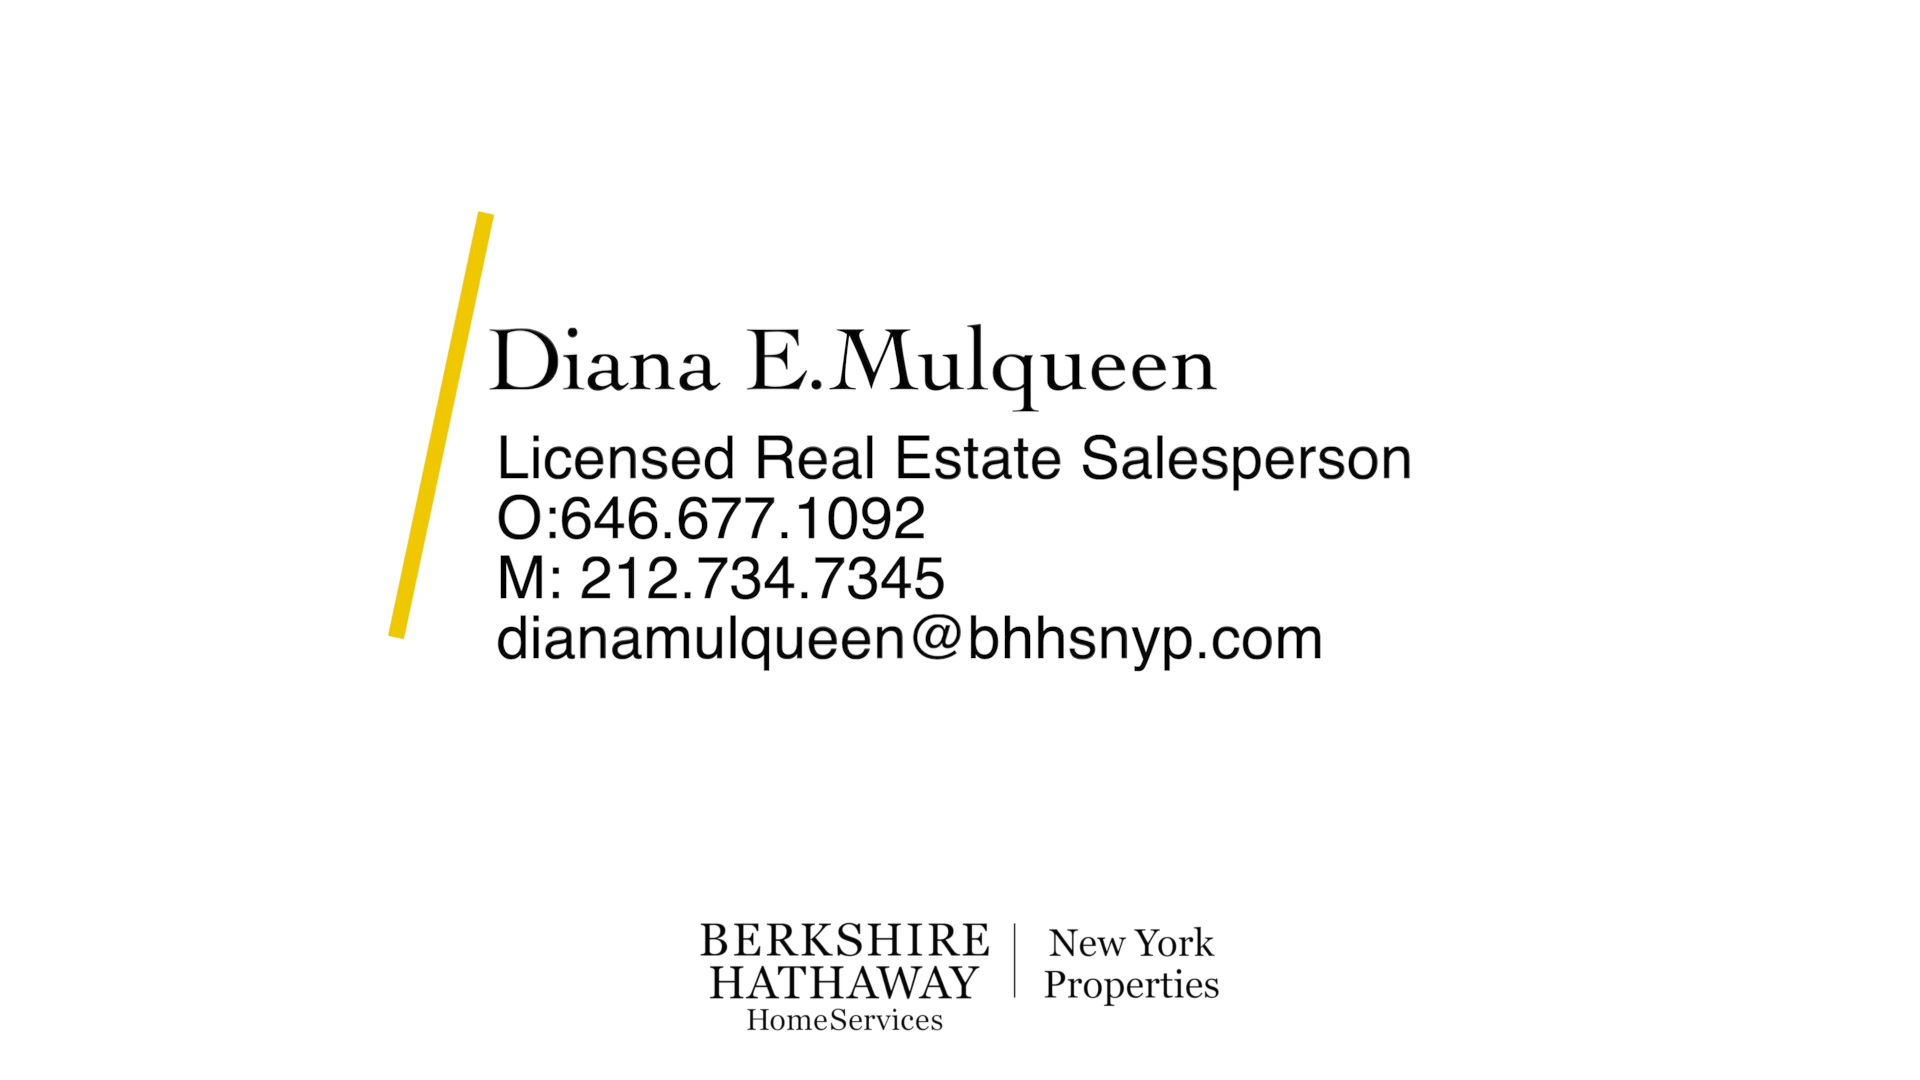 Diana E.Mulqueen
Licensed Real Estate Salesperson
O:646.677.1092
M: 212.734.7345
dianamulqueen@bhhsnyp.com
BERKSHIRE
HATHAWAY
HomeServices
New York
Properties